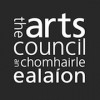 the arts
council
an chomhairle
ealaíon